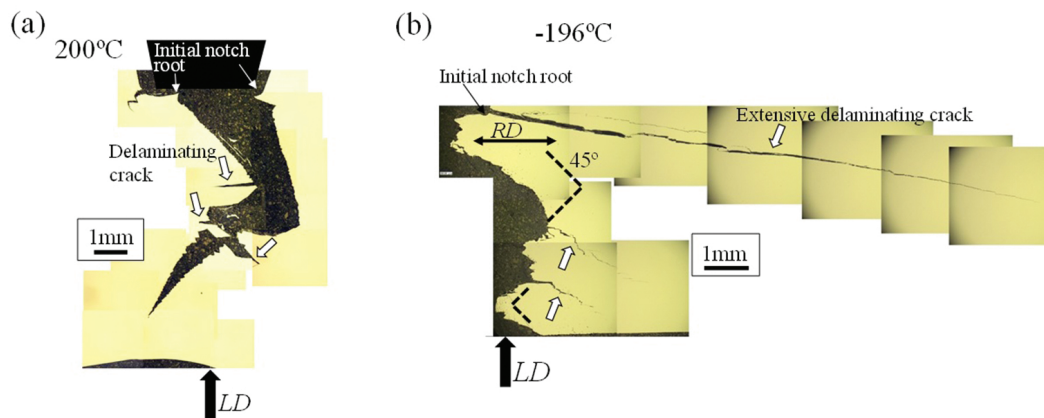 (a)
200ºC
Initial notch
root
Delaminating
crack
1mm
LD
(b)
-196ºC
Initial notch root
RD
45º
Extensive delaminating crack
1mm
LD